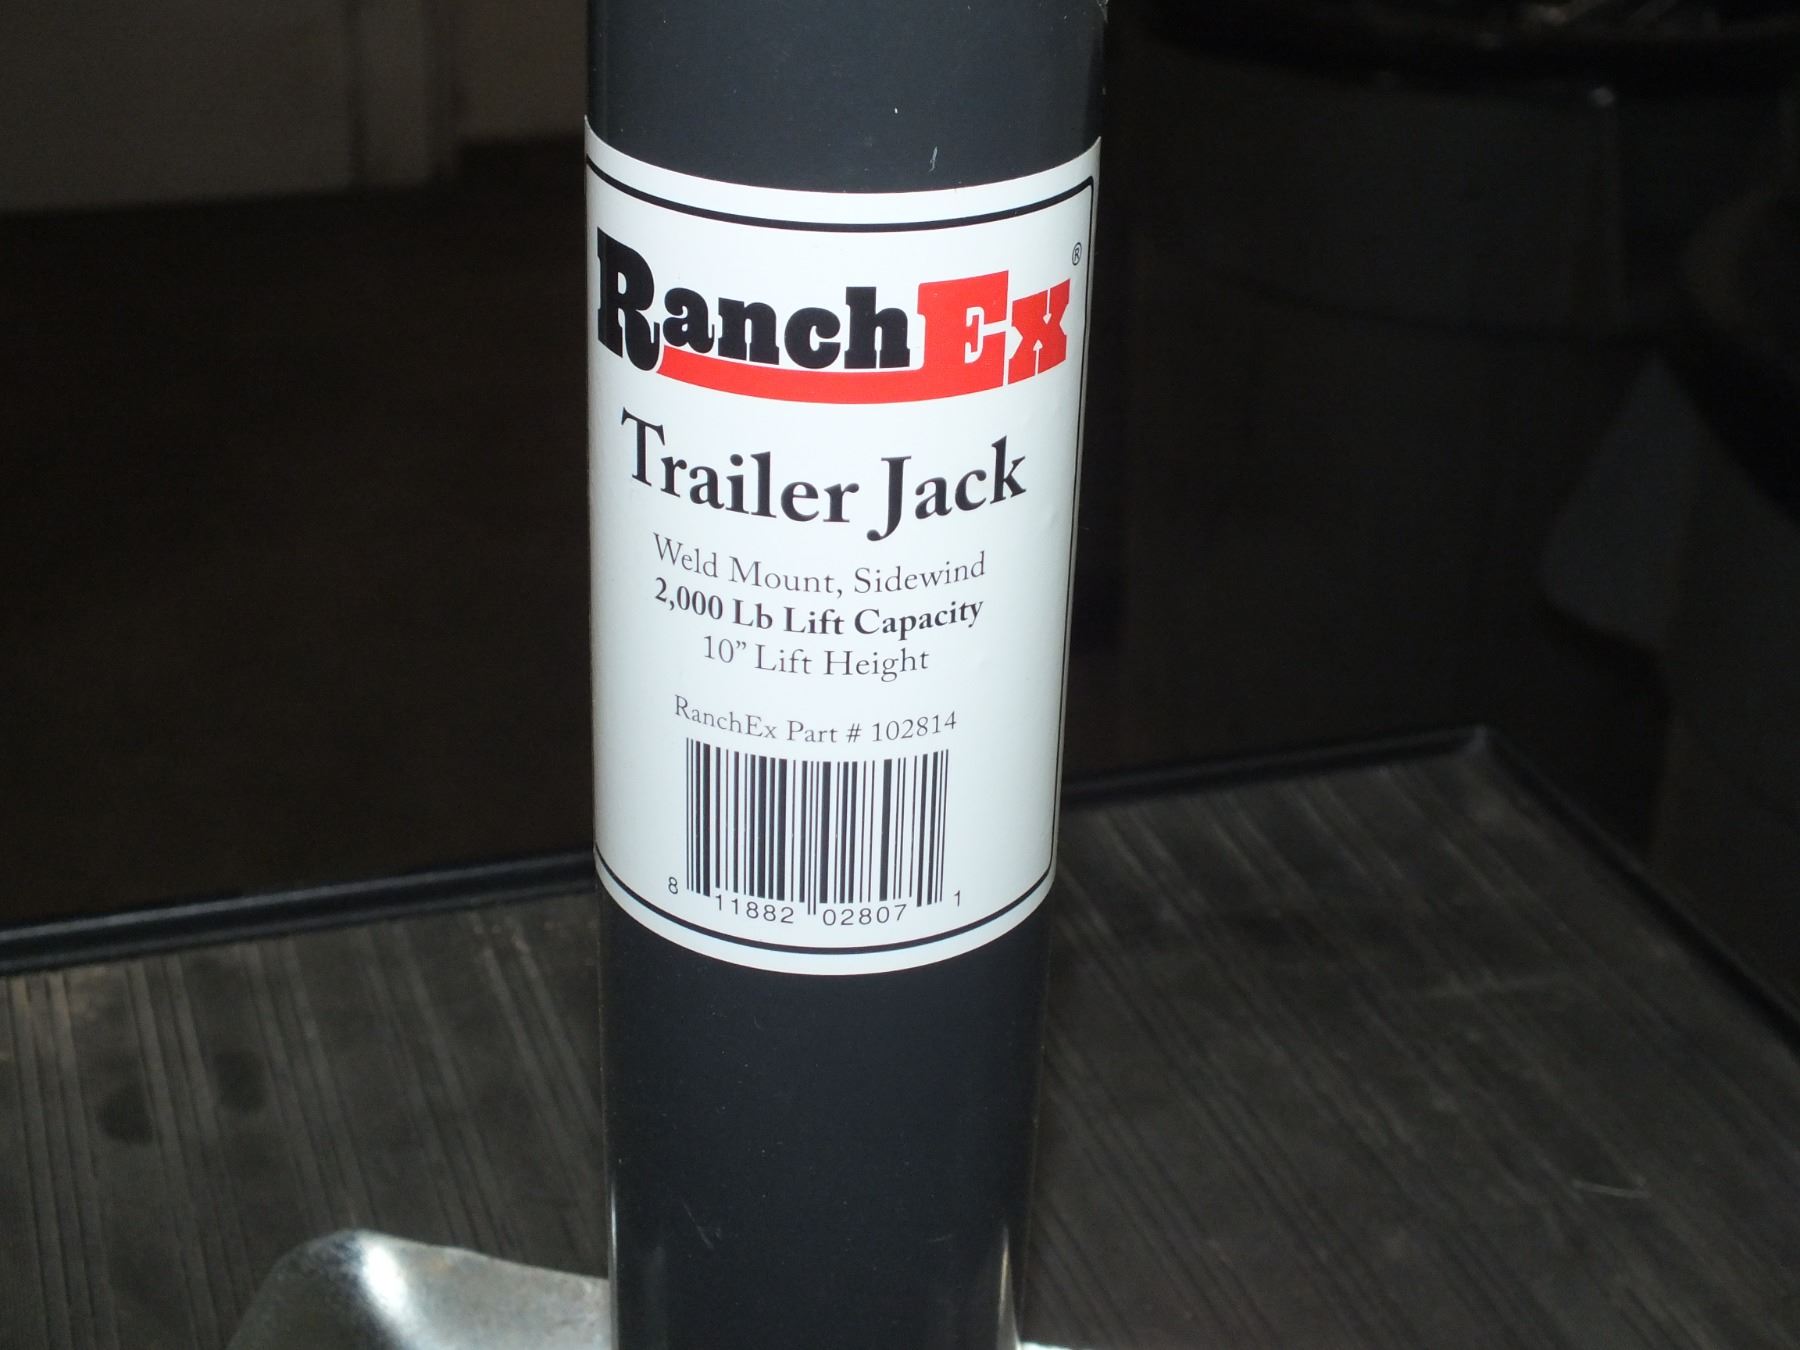 RanchEx®
Trailer Jack
Weld Mount, Sidewind
2,000 Lb Lift Capacity
10” Lift Height
RanchEx Part # 102814
8 11882 02807 1